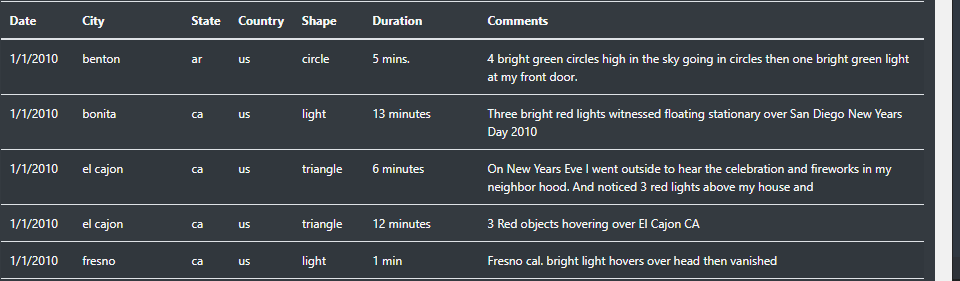 Date City State Country Shape Duration Comments
1/1/2010 benton ar us circle 5 mins. 4 bright green circles high in the sky going in circles then one bright green light
at my front door.
1/1/2010 bonita ca us light 13 minutes Three bright red lights witnessed floating stationary over San Diego New Years
Day 2010
1/1/2010 el cajon ca us triangle 6 minutes On New Years Eve I went outside to hear the celebration and fireworks in my
neighbor hood. And noticed 3 red lights above my house and
1/1/2010 el cajon ca us triangle 12 minutes 3 Red objects hovering over El Cajon CA
1/1/2010 fresno ca us light 1 min Fresno cal. bright light hovers over head then vanished